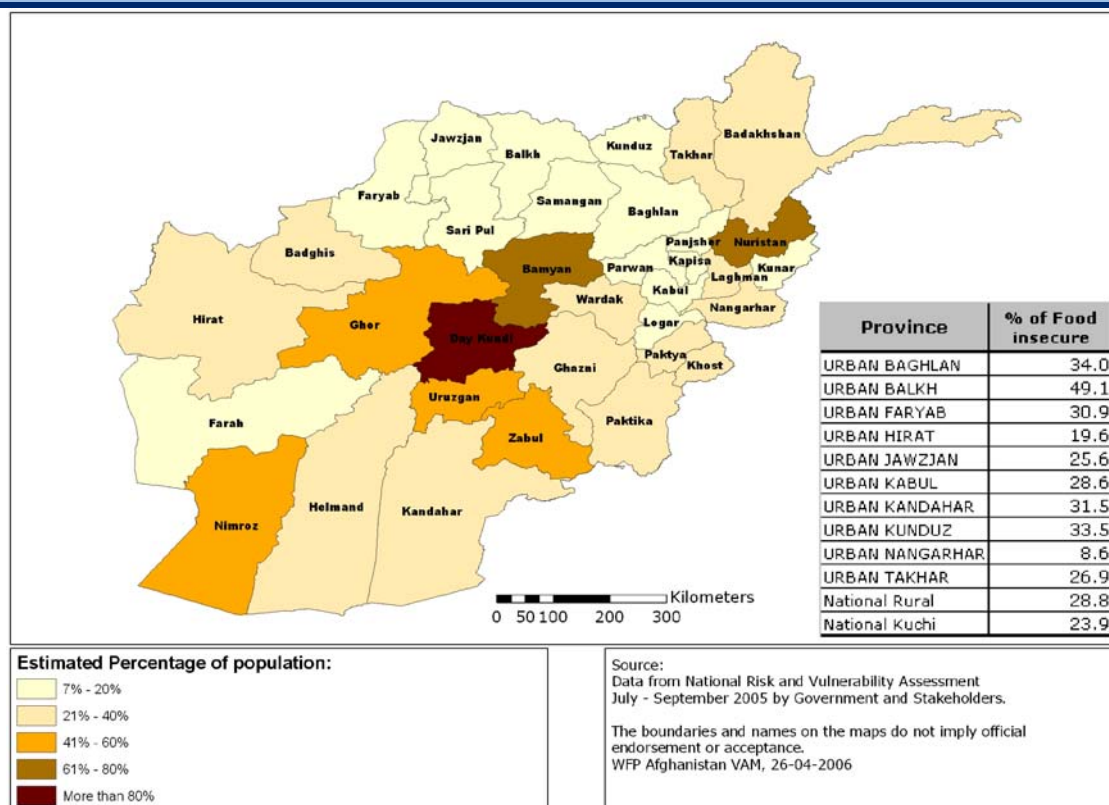 Jawzjan
Balkh
Kunduz
Takhar
Badakhshan
Faryab
Samangan
Baghlan
Sari Pul
Badghis
Panjsher
Nuristan
Bamyan
Parwan
Kapisa
Kunar
Laghman
Kabul
Wardak
Nangarhar
Hirat
Ghor
Day Kundi
Logar
Paktya
Khost
Ghazni
Uruzgan
Farah
Zabul
Paktika
Nimroz
Helmand
Kandahar
Kilometers
0 50 100 200 300
Province % of Food insecure
URBAN BAGHLAN 34.0
URBAN BALKH 49.1
URBAN FARYAB 30.9
URBAN HIRAT 19.6
URBAN JAWZJAN 25.6
URBAN KABUL 28.6
URBAN KANDAHAR 31.5
URBAN KUNDUZ 33.5
URBAN NANGARHAR 8.6
URBAN TAKHAR 26.9
National Rural 28.8
National Kuchi 23.9
Estimated Percentage of population:
7% - 20%
21% - 40%
41% - 60%
61% - 80%
More than 80%
Source:
Data from National Risk and Vulnerability Assessment
July - September 2005 by Government and Stakeholders.
The boundaries and names on the maps do not imply official
endorsement or acceptance.
WFP Afghanistan VAM, 26-04-2006